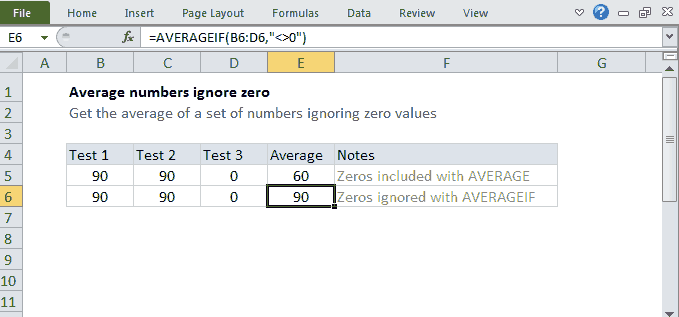 File Home Insert Page Layout Formulas Data Review View
E6 fx =AVERAGEIF(B6:D6,"<>0")
A B C D E F G
1 Average numbers ignore zero
2 Get the average of a set of numbers ignoring zero values
3
4 Test 1 Test 2 Test 3 Average Notes
5 90 90 0 60 Zeros included with AVERAGE
6 90 90 0 90 Zeros ignored with AVERAGEIF
7
8
9
10
11